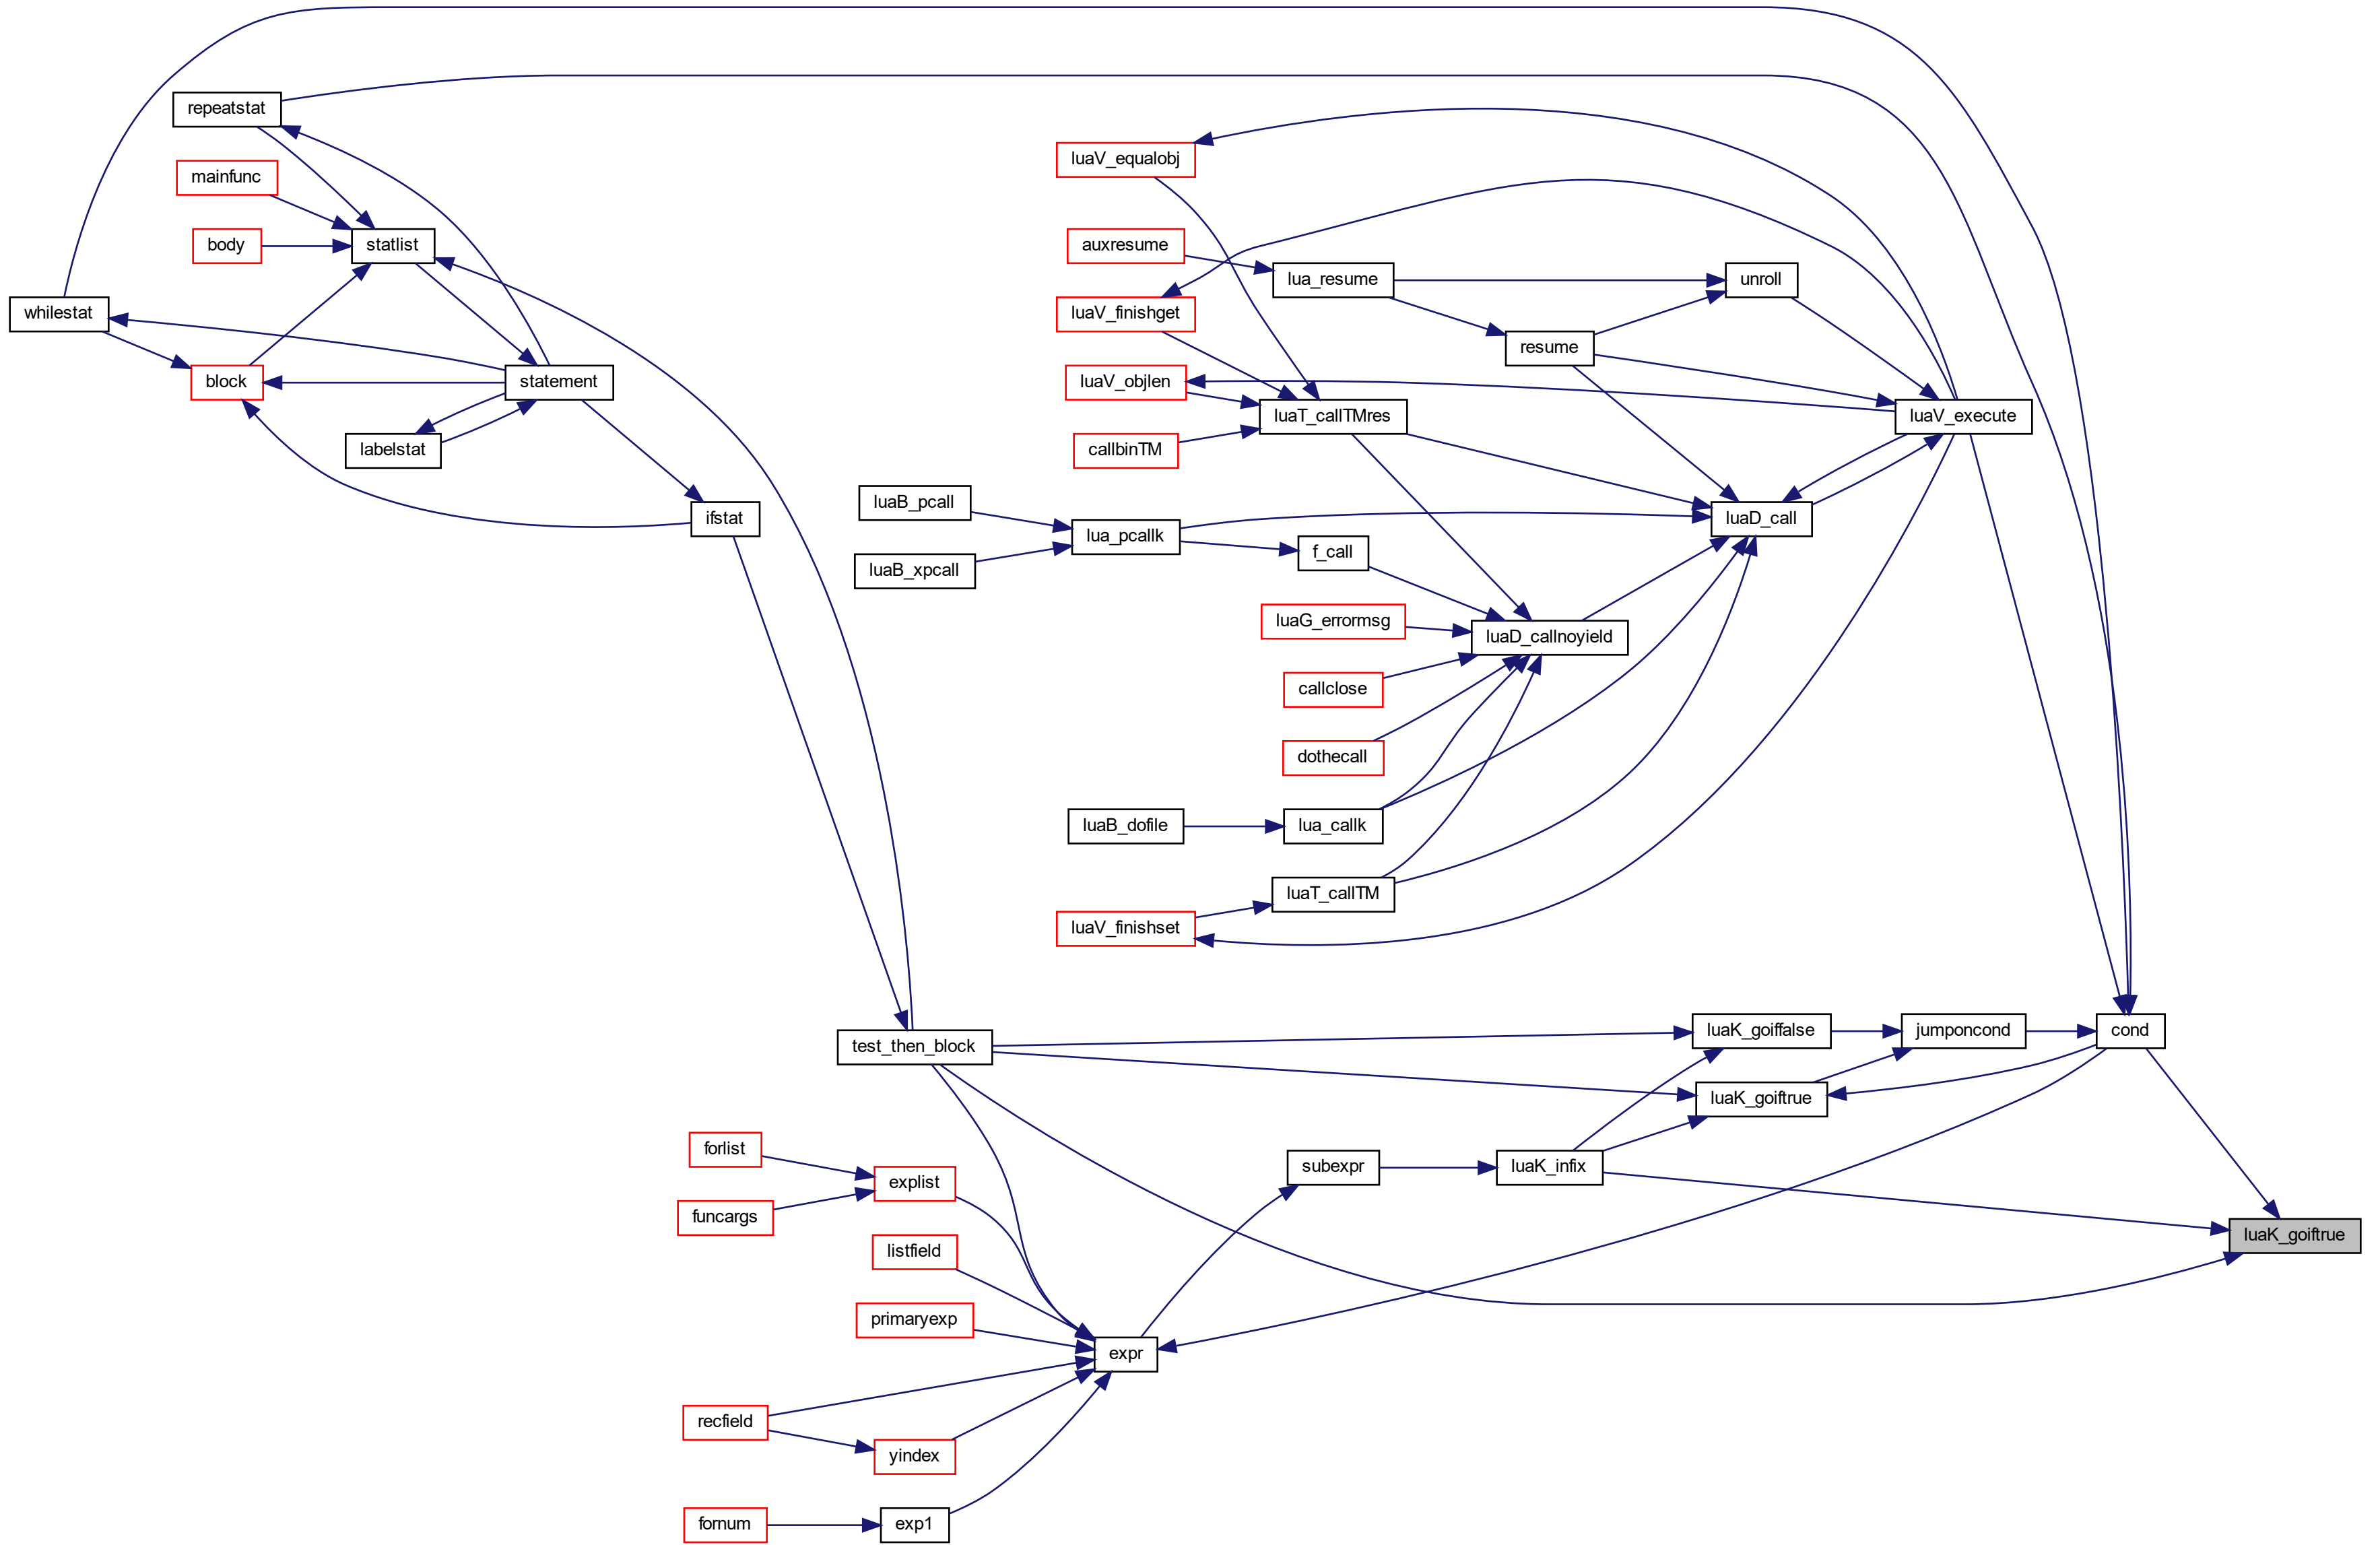 repeatstat
mainfunc
body
statlist
whilestat
block
statement
labelstat
ifstat
luaV_equalobj
auxresume
lua_resume
unroll
luaV_finishget
resume
luaV_objlen
luaT_callTMres
luaV_execute
callbinTM
luaB_pcall
lua_pcallk
luaD_call
f_call
luaB_xpcall
luaG_errormsg
luaD_callnoyield
callclose
dothecall
luaB_dofile
lua_callk
luaT_callTM
luaV_finishset
test_then_block
luaK_goiffalse
jumponcond
cond
luaK_goiftrue
forlist
explist
subexpr
luaK_infix
funcargs
luaK_goiftrue
listfield
primaryexp
expr
recfield
yindex
fornum
exp1